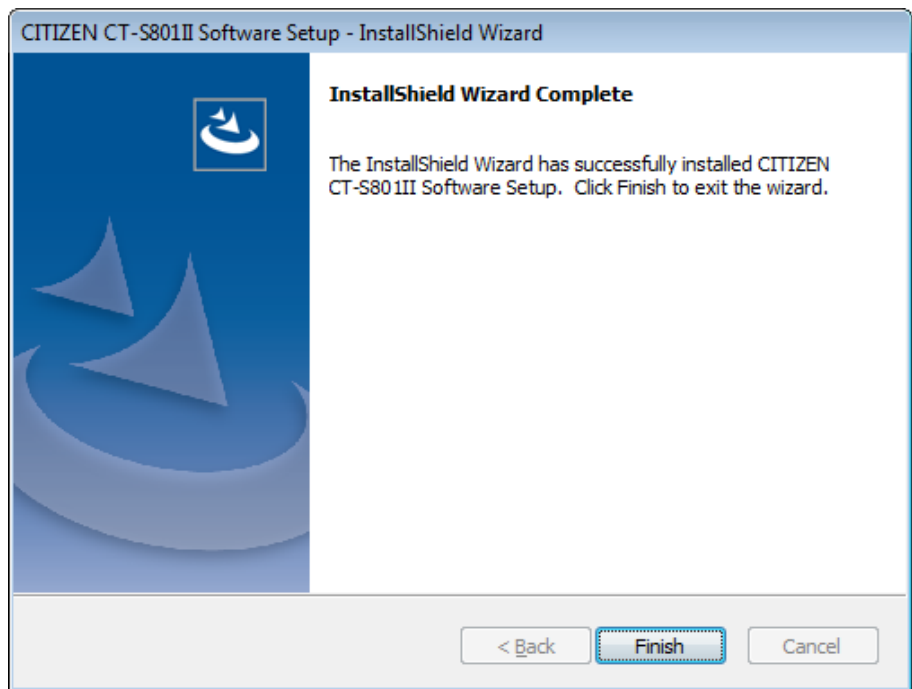 CITIZEN CT-S801II Software Setup - InstallShield Wizard
InstallShield Wizard Complete
The InstallShield Wizard has successfully installed CITIZEN
CT-S801II Software Setup.  Click Finish to exit the wizard.
< Back
Finish
Cancel